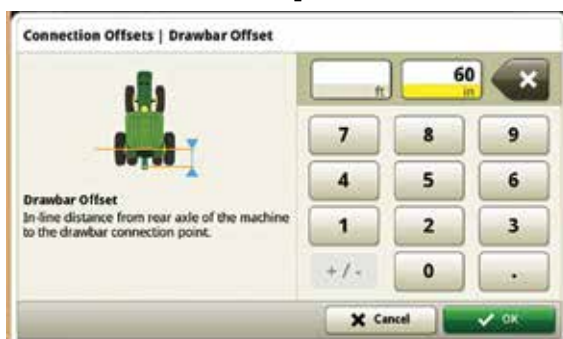 Connection Offsets | Drawbar Offset
ft
60
in
7 8 9
4 5 6
Drawbar Offset
In-line distance from rear axle of the machine
to the drawbar connection point.
1 2 3
+ / - 0 .
Cancel OK